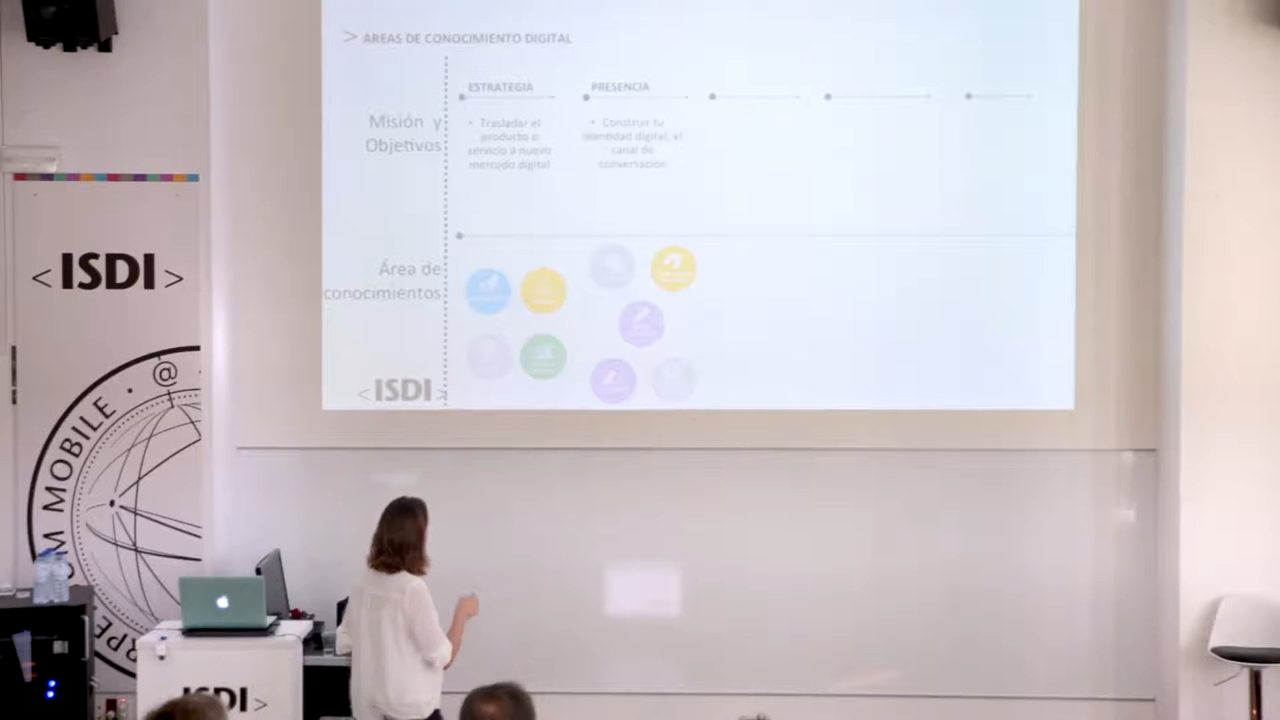 > AREAS DE CONOCIMIENTO DIGITAL
ESTRATEGIA
PRESENCIA
Misión y
Objetivos
• Trasladar el
producto o
servicio a nuevo
mercado digital
• Construir tu
identidad digital, el
canal de
conversación
Área de
conocimientos
<ISDI>
<ISDI>
@
MOBILE •
ISDI>